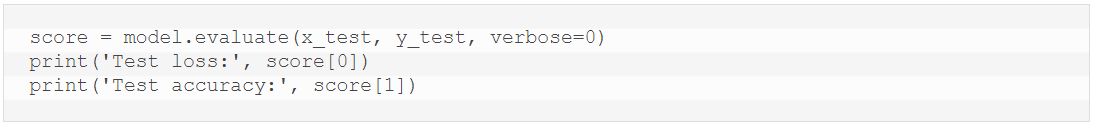 score = model.evaluate(x_test, y_test, verbose=0)
print('Test loss:', score[0])
print('Test accuracy:', score[1])